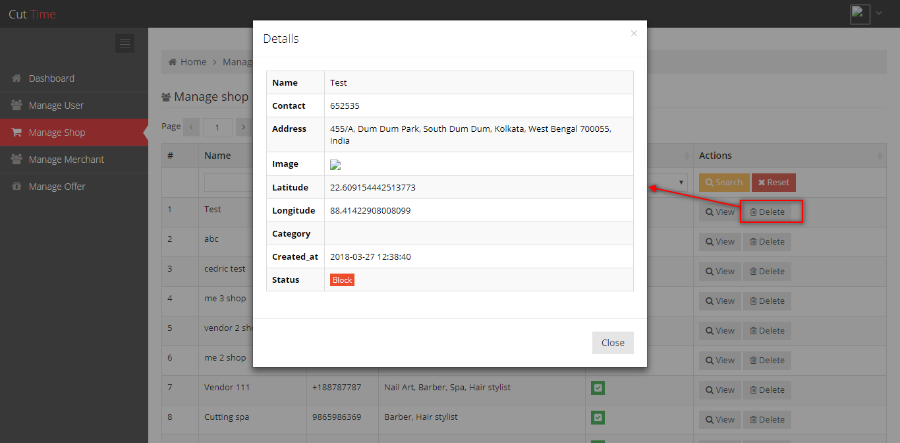 Cut Time
Details
×
Dashboard
Manage User
Manage Shop
Manage Merchant
Manage Offer
Home > Manag
Manage shop
Page < 1 >
Name Test
Contact 652535
Address 455/A, Dum Dum Park, South Dum Dum, Kolkata, West Bengal 700055,
India
Image
Latitude 22.609154442513773
Longitude 88.41422908008099
Category
Created_at 2018-03-27 12:38:40
Status Block
Close
# Name Actions
Search Reset
1 Test View Delete
2 abc View Delete
3 cedric test View Delete
4 me 3 shop View Delete
5 vendor 2 sho View Delete
6 me 2 shop View Delete
7 Vendor 111 +188787787 Nail Art, Barber, Spa, Hair stylist View Delete
8 Cutting spa 9865986369 Barber, Hair stylist View Delete